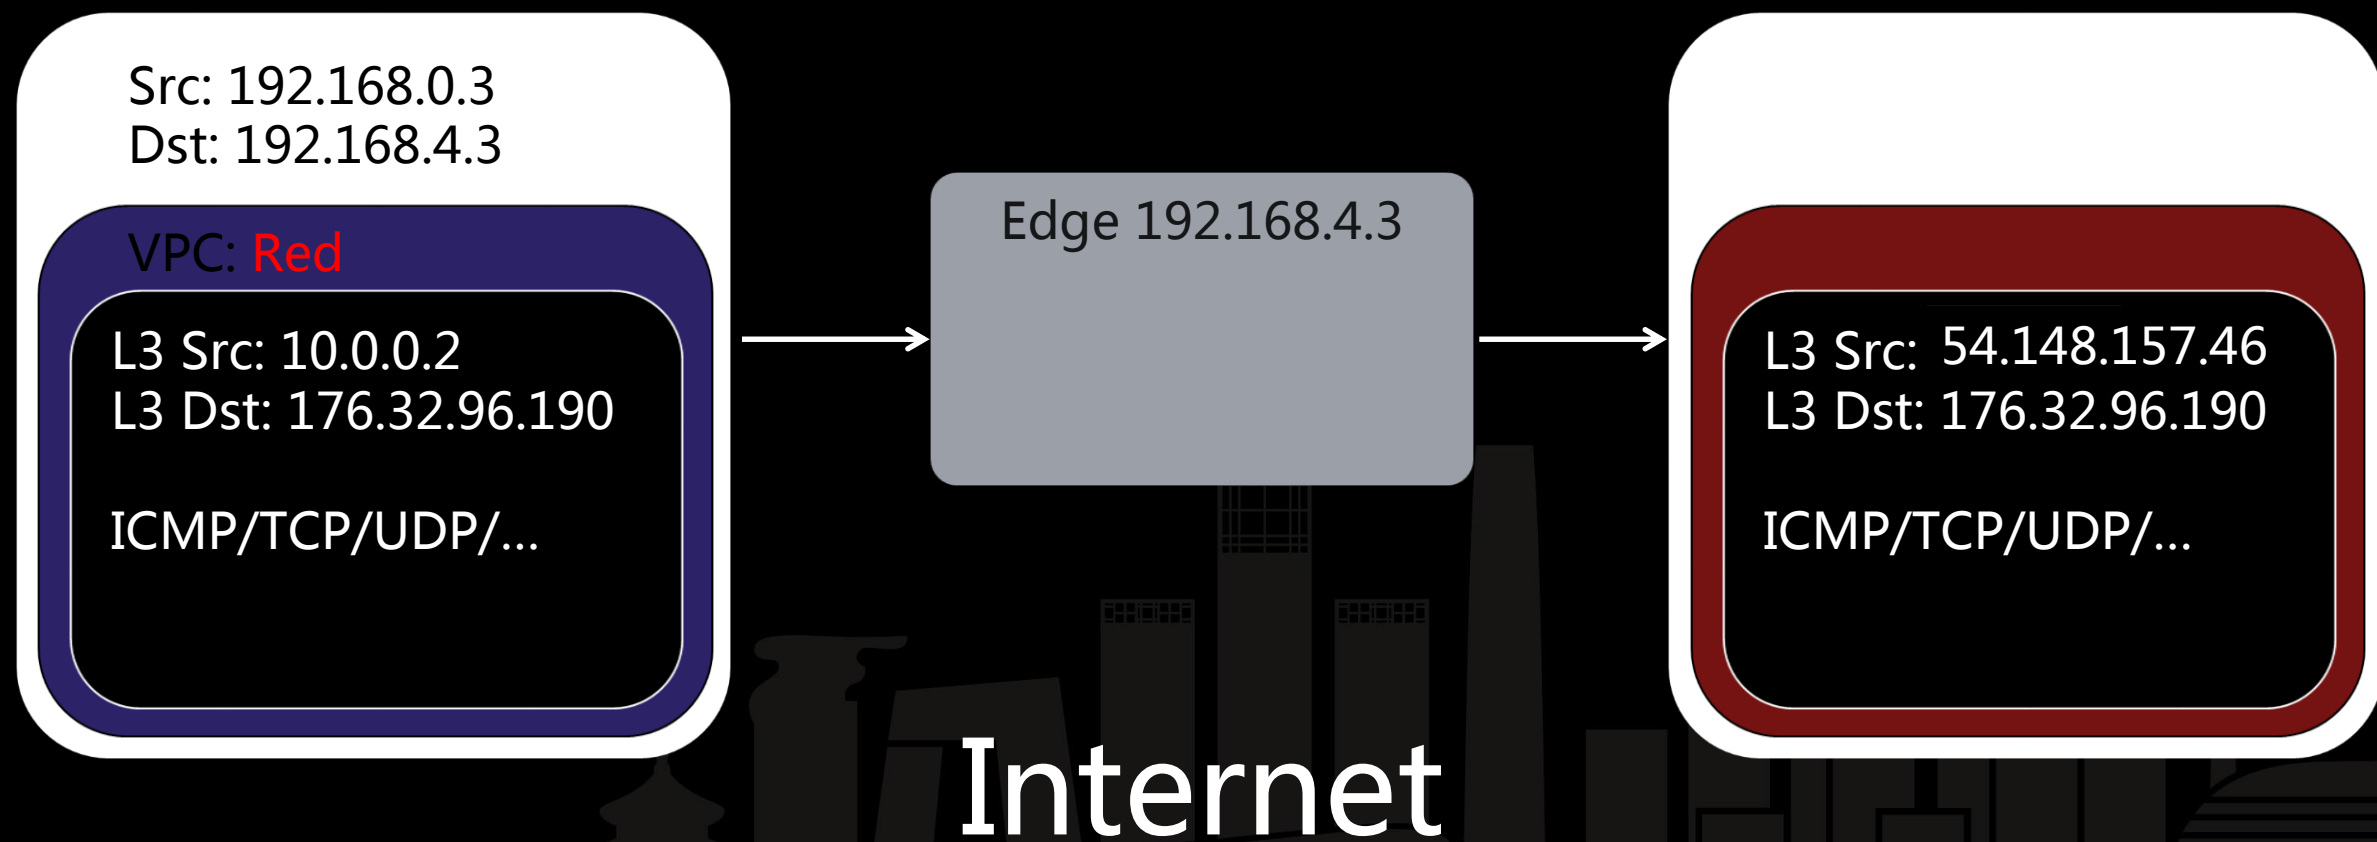 Src: 192.168.0.3
Dst: 192.168.4.3
VPC: Red
L3 Src: 10.0.0.2
L3 Dst: 176.32.96.190
ICMP/TCP/UDP/...
Edge 192.168.4.3
L3 Src: 54.148.157.46
L3 Dst: 176.32.96.190
ICMP/TCP/UDP/...
Internet